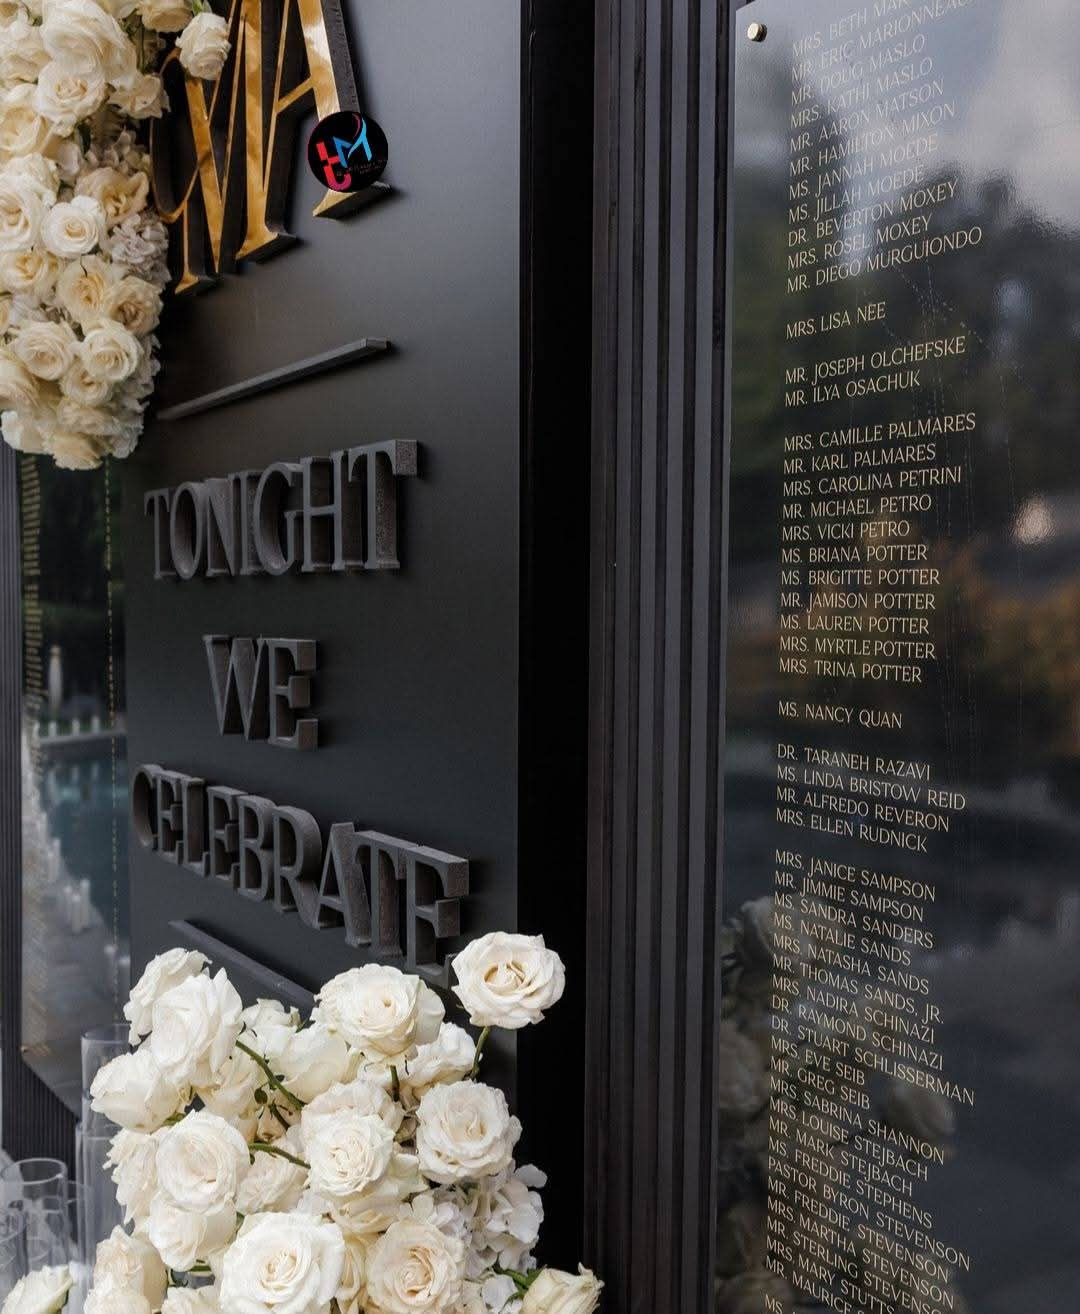 MA
TONIGHT
WE
CELEBRATE
MRS. BETH
MR. ERIC MARIONNEAUX
MR. DOUG MASLO
MRS. KATHI MASLO
MR. AARON MATSON
MR. HAMILTON MIXON
MS. JANNAH MOEDE
MS. JILLAH MOEDE
DR. BEVERTON MOXEY
MRS. ROSEL MOXEY
MR. DIEGO MURGUIONDO
MRS. LISA NEE
MR. JOSEPH OLCHEFSKE
MR. ILYA OSACHUK
MRS. CAMILLE PALMARES
MR. KARL PALMARES
MRS. CAROLINA PETRINI
MR. MICHAEL PETRO
MRS. VICKI PETRO
MS. BRIANA POTTER
MS. BRIGITTE POTTER
MR. JAMISON POTTER
MS. LAUREN POTTER
MRS. MYRTLE POTTER
MRS. TRINA POTTER
MS. NANCY QUAN
DR. TARANEH RAZAVI
MS. LINDA BRISTOW REID
MR. ALFREDO REVERON
MRS. ELLEN RUDNICK
MRS. JANICE SAMPSON
MR. JIMMIE SAMPSON
MS. SANDRA SANDERS
MS. NATALIE SANDS
MRS. NATASHA SANDS
MR. THOMAS SANDS, JR.
MRS. NADIRA SCHINAZI
DR. RAYMOND SCHINAZI
DR. STUART SCHLISSERMAN
MRS. EVE SEIB
MR. GREG SEIB
MRS. SABRINA SHANNON
MRS. LOUISE STEJBACH
MR. MARK STEJBACH
MS. FREDDIE STEPHENS
PASTOR BYRON STEVENSON
MR. FREDDIE STEVENSON
MRS. MARTHA STEVENSON
MR. STERLING STEVENSON
MRS. MARY STUTTS
MR. MAURICE
MS.